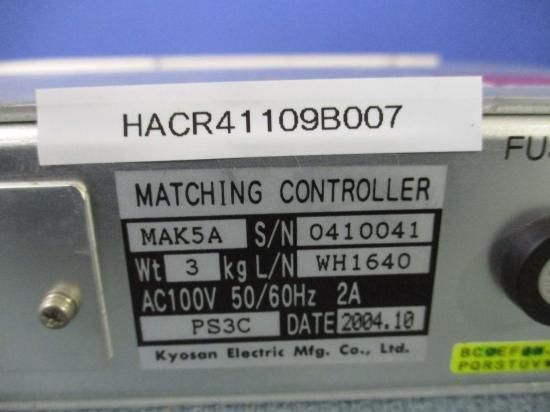 HACR41109B007
FU
MATCHING CONTROLLER
MAK5A S/N 0410041
Wt 3 kg L/N WH1640
AC100V 50/60Hz 2A
PS3C DATE 2004.10
Kyosan Electric Mfg. Co., Ltd.